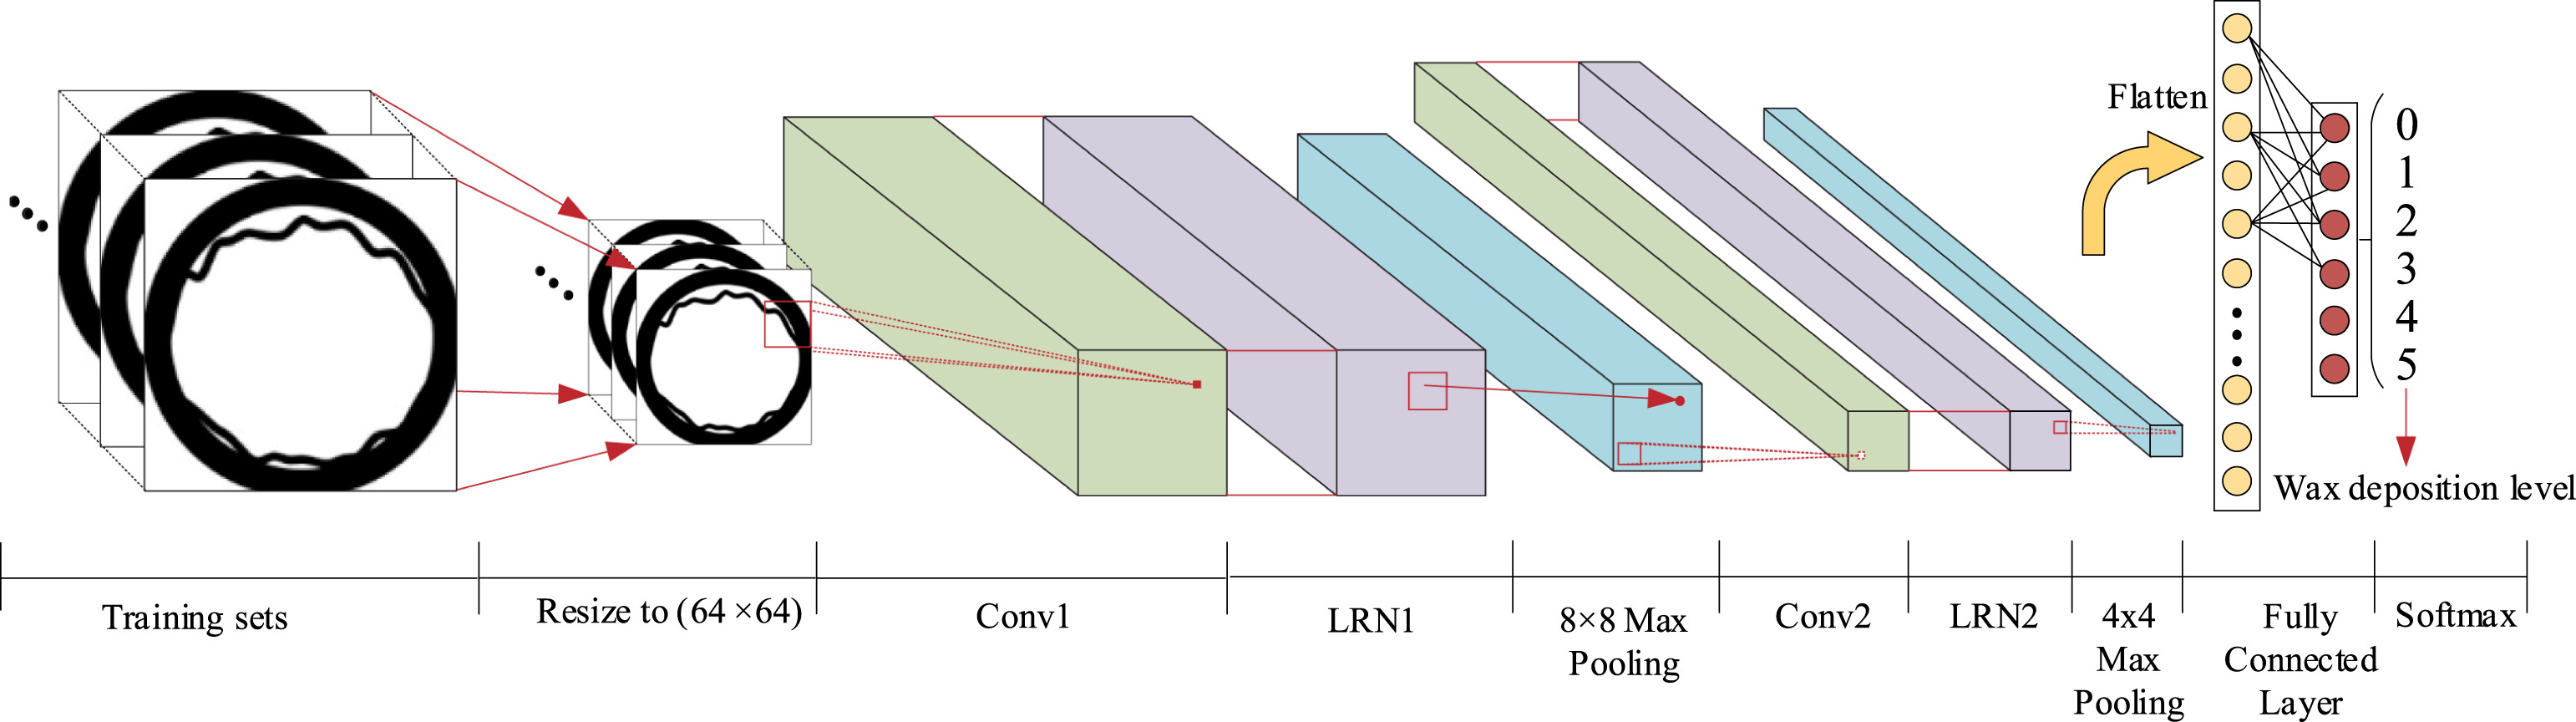 Flatten
0
1
2
3
4
5
Wax deposition level
Training sets
Resize to (64 ×64)
Conv1
LRN1
8×8 Max
Pooling
Conv2
LRN2
4x4
Max
Pooling
Fully
Connected
Layer
Softmax